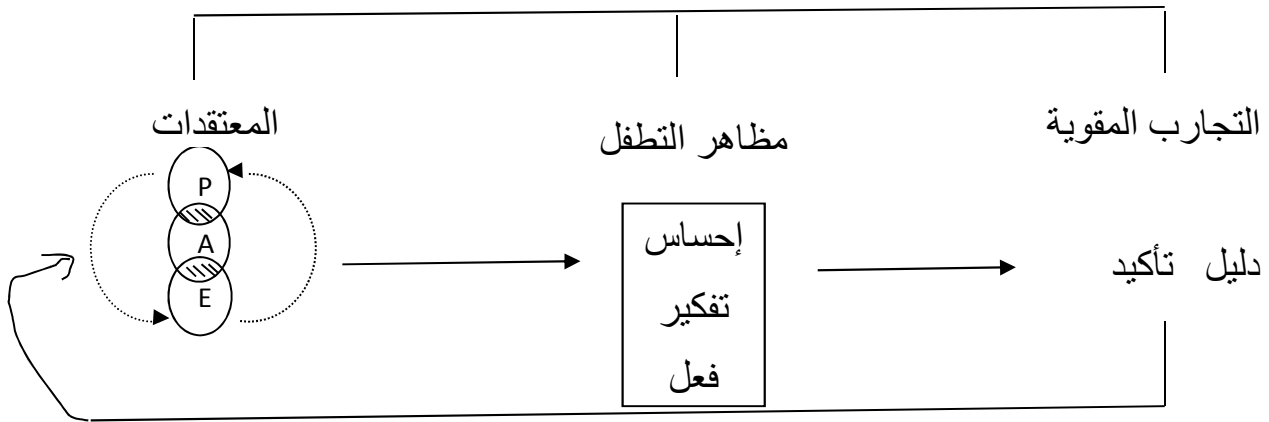 التجارب المقوية
مظاهر التطفل
المعتقدات
P
A
E
إحساس
تفكير
فعل
دليل تأكيد